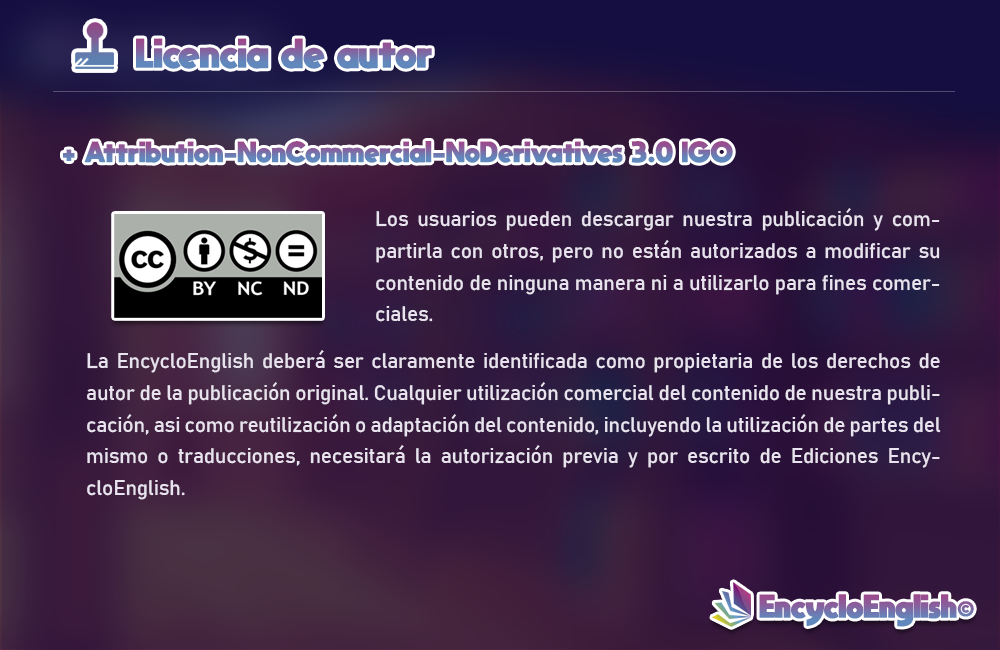 Licencia de autor
+ Attribution-NonCommercial-NoDerivatives 3.0 IGO
cc
BY NC ND
Los usuarios pueden descargar nuestra publicación y com-
partirla con otros, pero no están autorizados a modificar su
contenido de ninguna manera ni a utilizarlo para fines comer-
ciales.
La EncycloEnglish deberá ser claramente identificada como propietaria de los derechos de
autor de la publicación original. Cualquier utilización comercial del contenido de nuestra publi-
cación, asi como reutilización o adaptación del contenido, incluyendo la utilización de partes del
mismo o traducciones, necesitará la autorización previa y por escrito de Ediciones Ency-
cloEnglish.
EncycloEnglish©